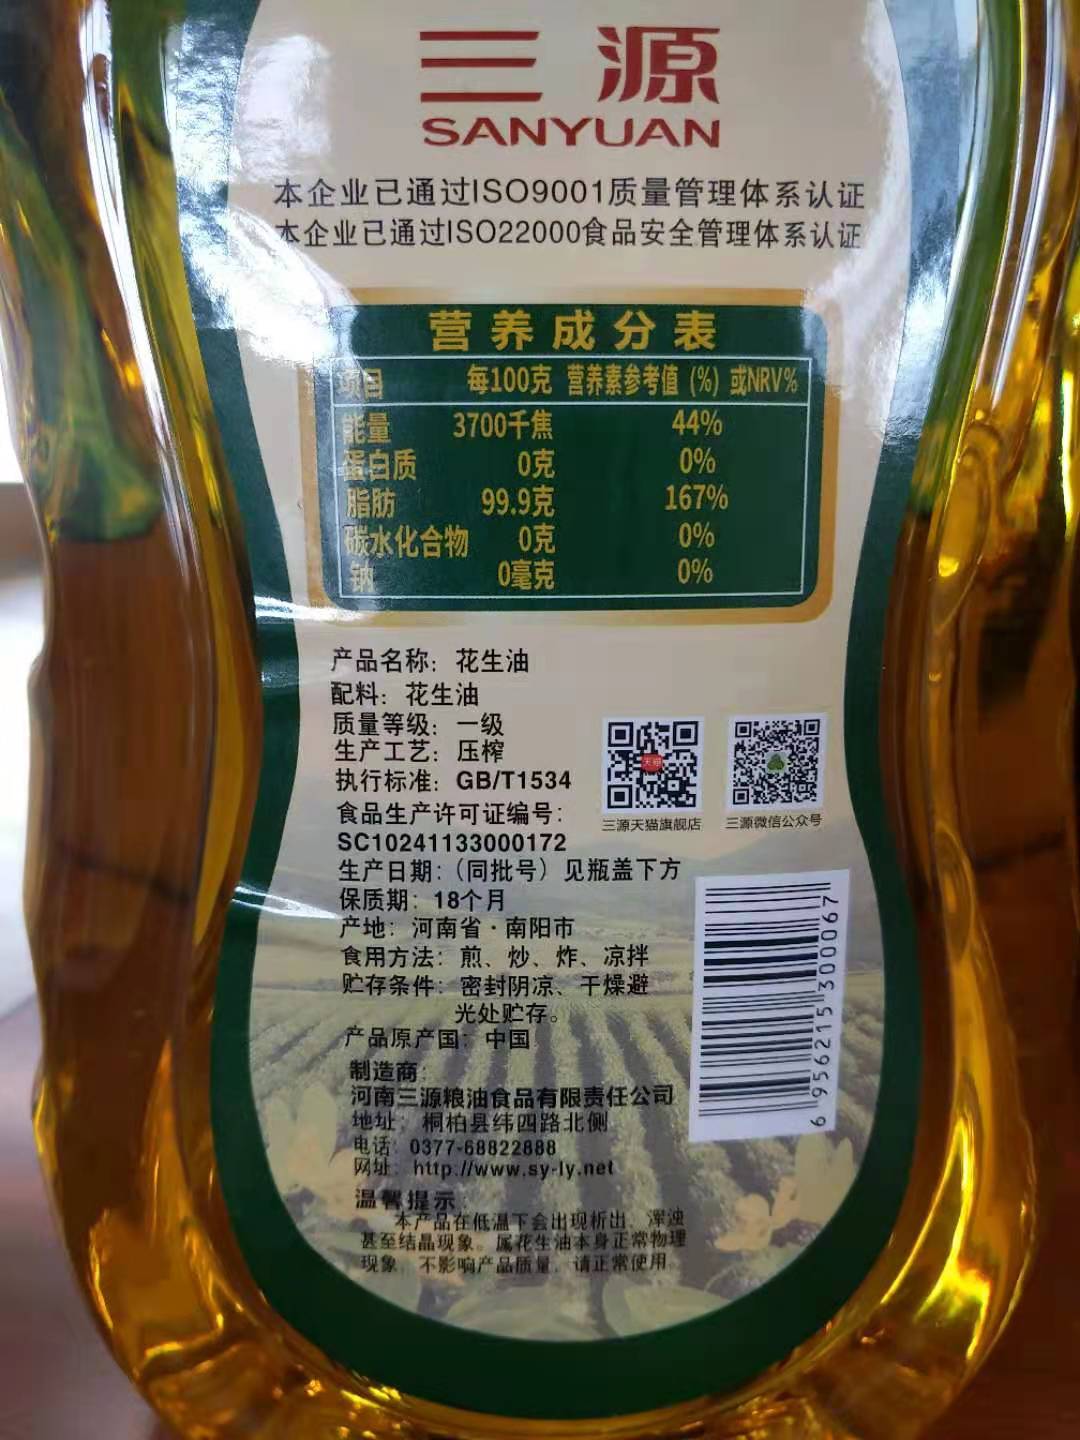 三源
SANYUAN
本企业已通过ISO9001质量管理体系认证
本企业已通过ISO22000食品安全管理体系认证
营养成分表
项目 每100克 营养素参考值 (%) 或NRV%
能量 3700千焦 44%
蛋白质 0克 0%
脂肪 99.9克 167%
碳水化合物 0克 0%
钠 0毫克 0%
产品名称：花生油
配料：花生油
质量等级：一级
生产工艺：压榨
执行标准：GB/T1534
食品生产许可证编号：
SC10241133000172
生产日期：（同批号）见瓶盖下方
保质期：18个月
产地：河南省·南阳市
食用方法：煎、炒、炸、凉拌
贮存条件：密封阴凉、干燥避
光处贮存。
产品原产国：中国
制造商：
河南三源粮油食品有限责任公司
地址：桐柏县纬四路北侧
电话：0377-68822888
网址：http://www.sy-ly.net
温馨提示：
本产品在低温下会出现析出、浑浊
甚至结晶现象。属花生油本身正常物理
现象，不影响产品质量，请正常使用。
天猫
三源天猫旗舰店
三源微信公众号
6956215300067